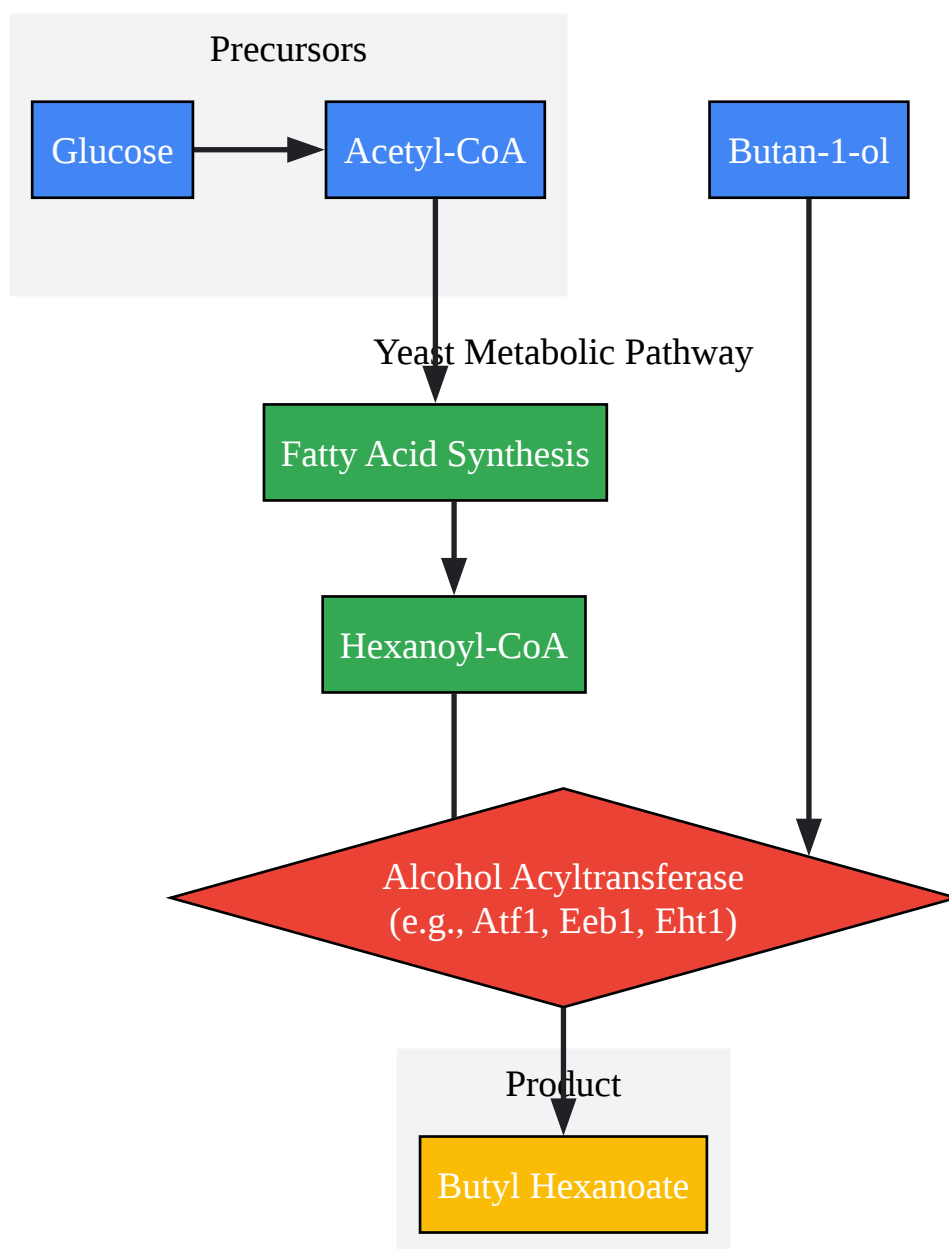 Precursors
Glucose
Acetyl-CoA
Butan-1-ol
Yeast Metabolic Pathway
Fatty Acid Synthesis
Hexanoyl-CoA
Alcohol Acyltransferase
(e.g., Atf1, Eeb1, Eht1)
Product
Butyl Hexanoate